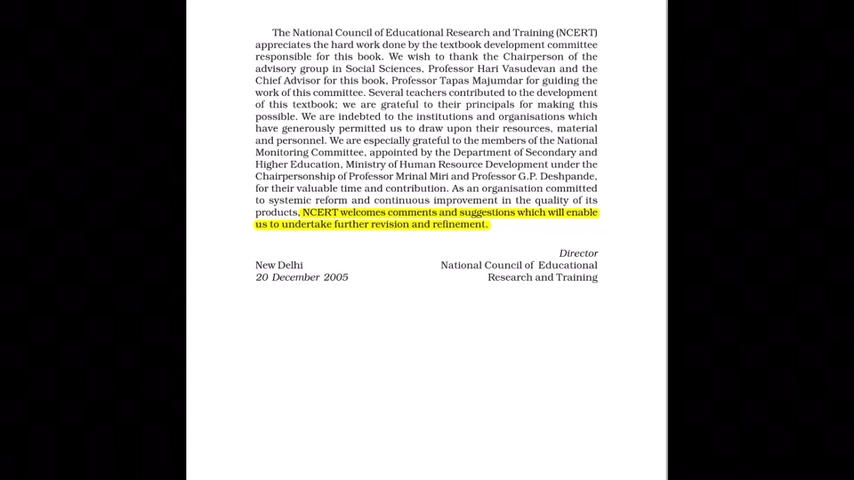 The National Council of Educational Research and Training (NCERT)
appreciates the hard work done by the textbook development committee
responsible for this book. We wish to thank the Chairperson of the
advisory group in Social Sciences, Professor Hari Vasudevan and the
Chief Advisor for this book, Professor Tapas Majumdar for guiding the
work of this committee. Several teachers contributed to the development
of this textbook; we are grateful to their principals for making this
possible. We are indebted to the institutions and organisations which
have generously permitted us to draw upon their resources, material
and personnel. We are especially grateful to the members of the National
Monitoring Committee, appointed by the Department of Secondary and
Higher Education, Ministry of Human Resource Development under the
Chairpersonship of Professor Mrinal Miri and Professor G.P. Deshpande,
for their valuable time and contribution. As an organisation committed
to systemic reform and continuous improvement in the quality of its
products, NCERT welcomes comments and suggestions which will enable
us to undertake further revision and refinement.
Director
New Delhi National Council of Educational
20 December 2005 Research and Training